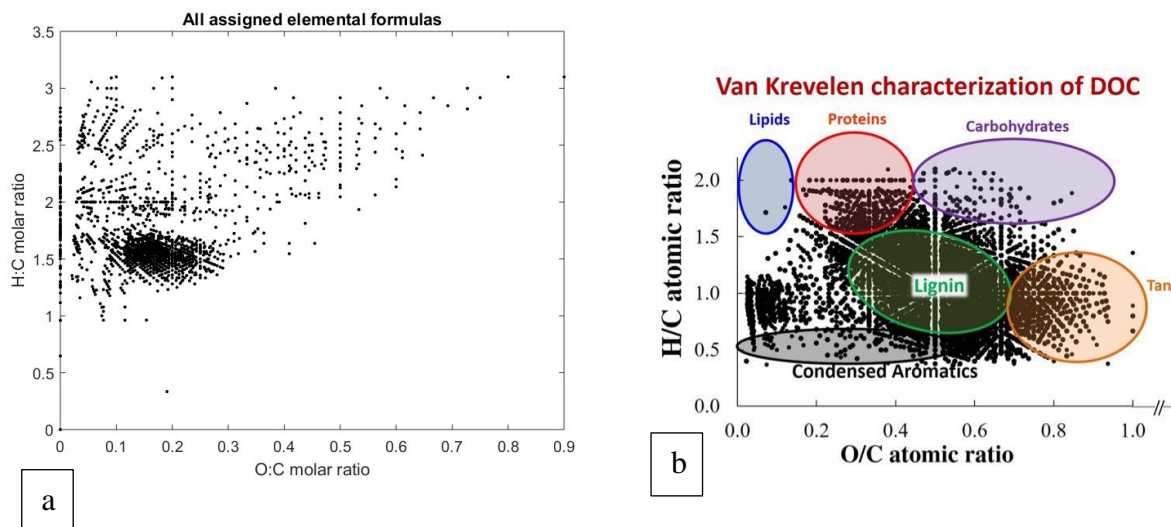 All assigned elemental formulas
3.5
3
2.5
2
1.5
1
0.5
0
H:C molar ratio
0 0.1 0.2 0.3 0.4 0.5 0.6 0.7 0.8 0.9
O:C molar ratio
a
Van Krevelen characterization of DOC
Lipids Proteins Carbohydrates
2.0
1.5
1.0
0.5
0.0
H/C atomic ratio
Lignin
Tan
Condensed Aromatics
0.0 0.2 0.4 0.6 0.8 1.0
O/C atomic ratio
b